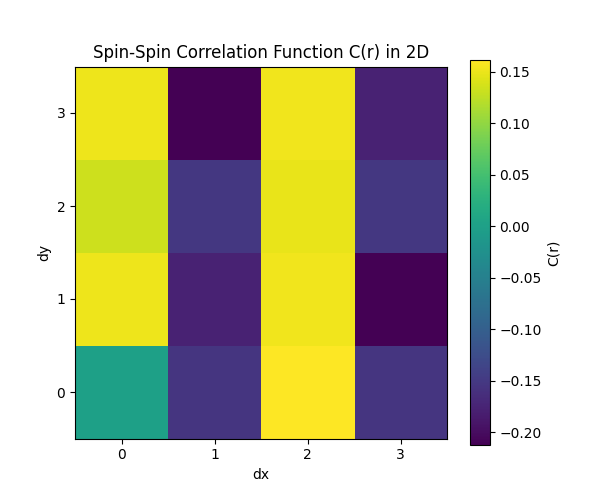 Spin-Spin Correlation Function C(r) in 2D
3
2
1
0
dy
0 1 2 3
dx
0.15
0.10
0.05
0.00
−0.05
−0.10
−0.15
−0.20
C(r)